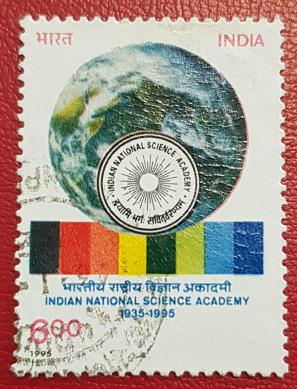 भारत INDIA
INDIAN NATIONAL SCIENCE ACADEMY
भारतीय राष्ट्रीय विज्ञान अकादमी
INDIAN NATIONAL SCIENCE ACADEMY
1935-1995
600
1995